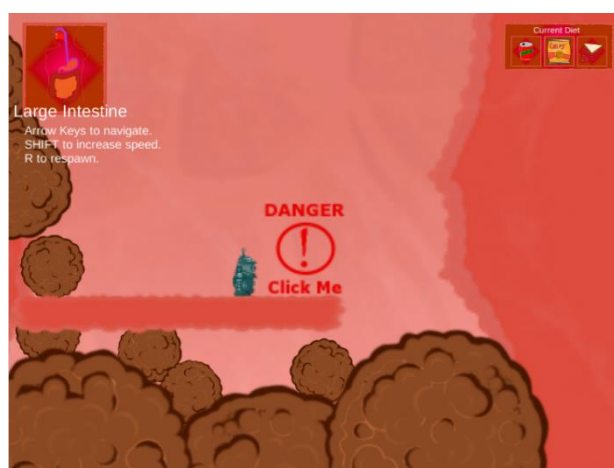 Current Diet
Large Intestine
Arrow Keys to navigate.
SHIFT to increase speed.
R to respawn.
DANGER
!
Click Me